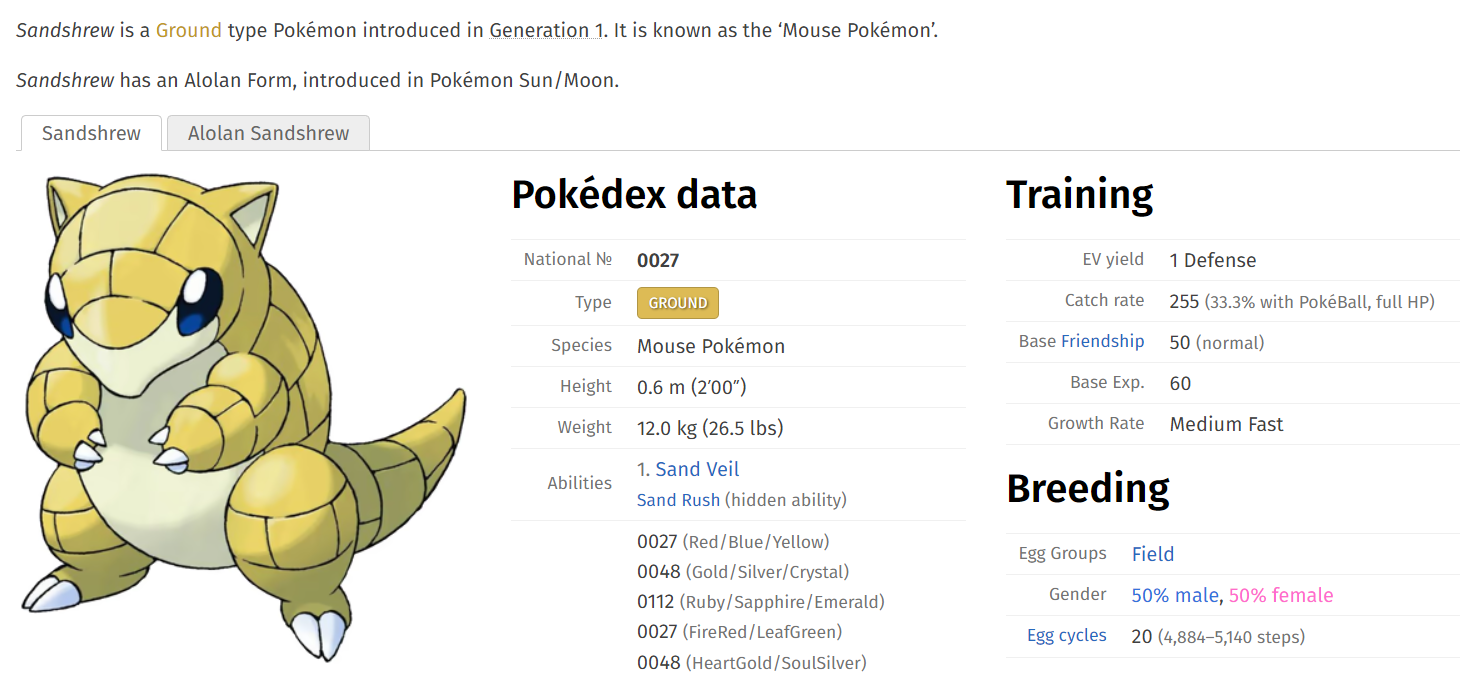 Sandshrew is a Ground type Pokémon introduced in Generation 1. It is known as the ‘Mouse Pokémon’.
Sandshrew has an Alolan Form, introduced in Pokémon Sun/Moon.
Sandshrew
Alolan Sandshrew
Pokédex data
National № 0027
Type GROUND
Species Mouse Pokémon
Height 0.6 m (2′00″)
Weight 12.0 kg (26.5 lbs)
Abilities
1. Sand Veil
Sand Rush (hidden ability)
0027 (Red/Blue/Yellow)
0048 (Gold/Silver/Crystal)
0112 (Ruby/Sapphire/Emerald)
0027 (FireRed/LeafGreen)
0048 (HeartGold/SoulSilver)
Training
EV yield 1 Defense
Catch rate 255 (33.3% with PokéBall, full HP)
Base Friendship 50 (normal)
Base Exp. 60
Growth Rate Medium Fast
Breeding
Egg Groups Field
Gender 50% male, 50% female
Egg cycles 20 (4,884–5,140 steps)